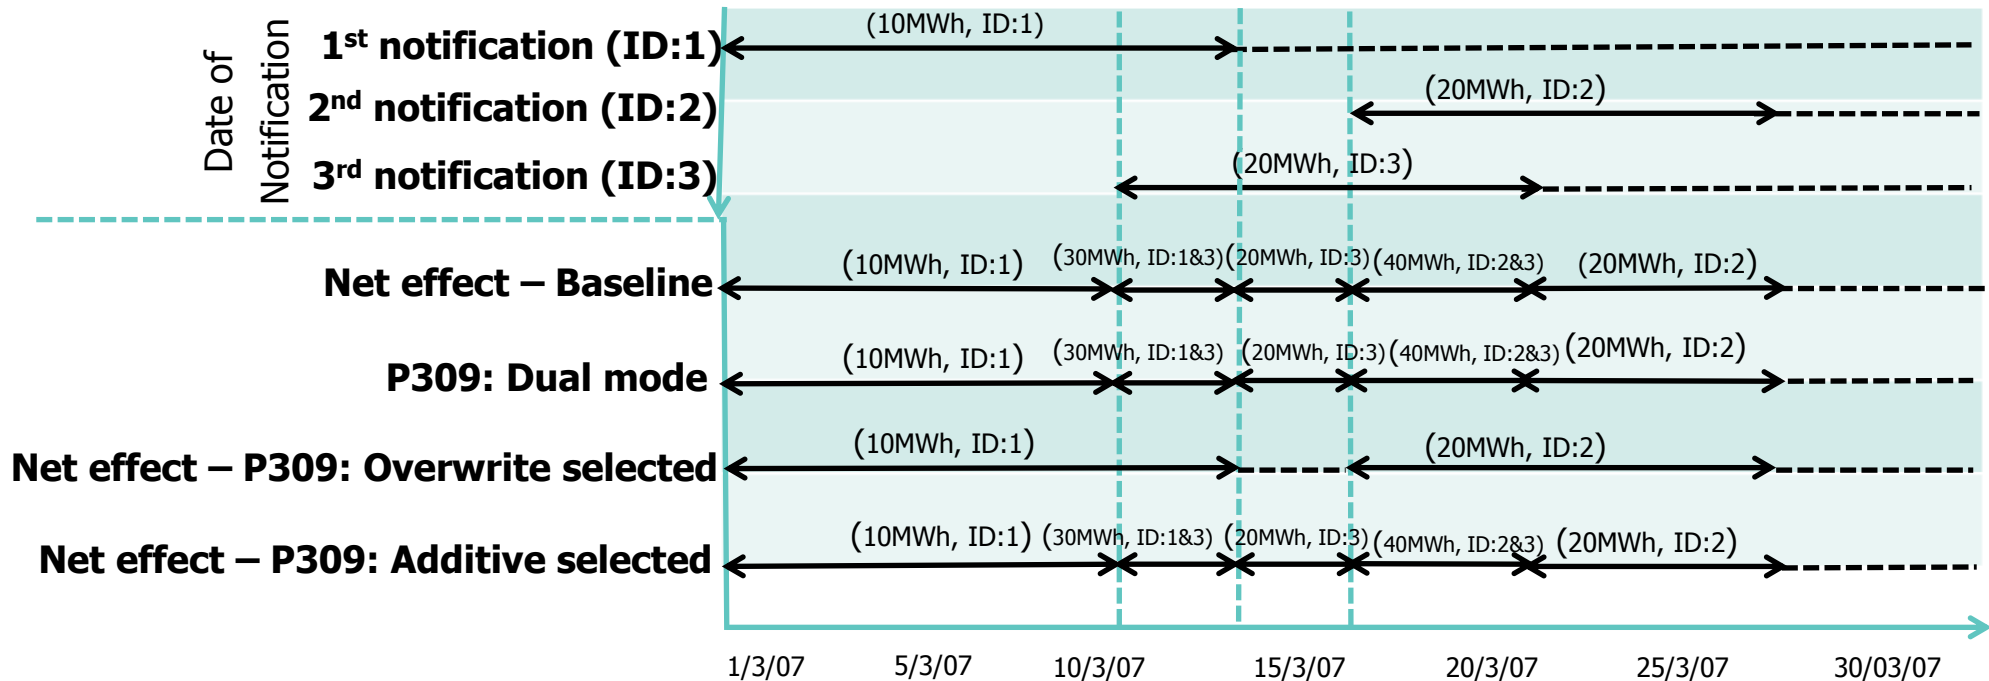 Date of
Notification
1st notification (ID:1)
(10MWh, ID:1)
2nd notification (ID:2)
(20MWh, ID:2)
3rd notification (ID:3)
(20MWh, ID:3)
Net effect – Baseline
(10MWh, ID:1) (30MWh, ID:1&3) (20MWh, ID:3) (40MWh, ID:2&3) (20MWh, ID:2)
P309: Dual mode
(10MWh, ID:1) (30MWh, ID:1&3) (20MWh, ID:3) (40MWh, ID:2&3) (20MWh, ID:2)
Net effect – P309: Overwrite selected
(10MWh, ID:1) (20MWh, ID:2)
Net effect – P309: Additive selected
(10MWh, ID:1) (30MWh, ID:1&3) (20MWh, ID:3) (40MWh, ID:2&3) (20MWh, ID:2)
1/3/07 5/3/07 10/3/07 15/3/07 20/3/07 25/3/07 30/03/07